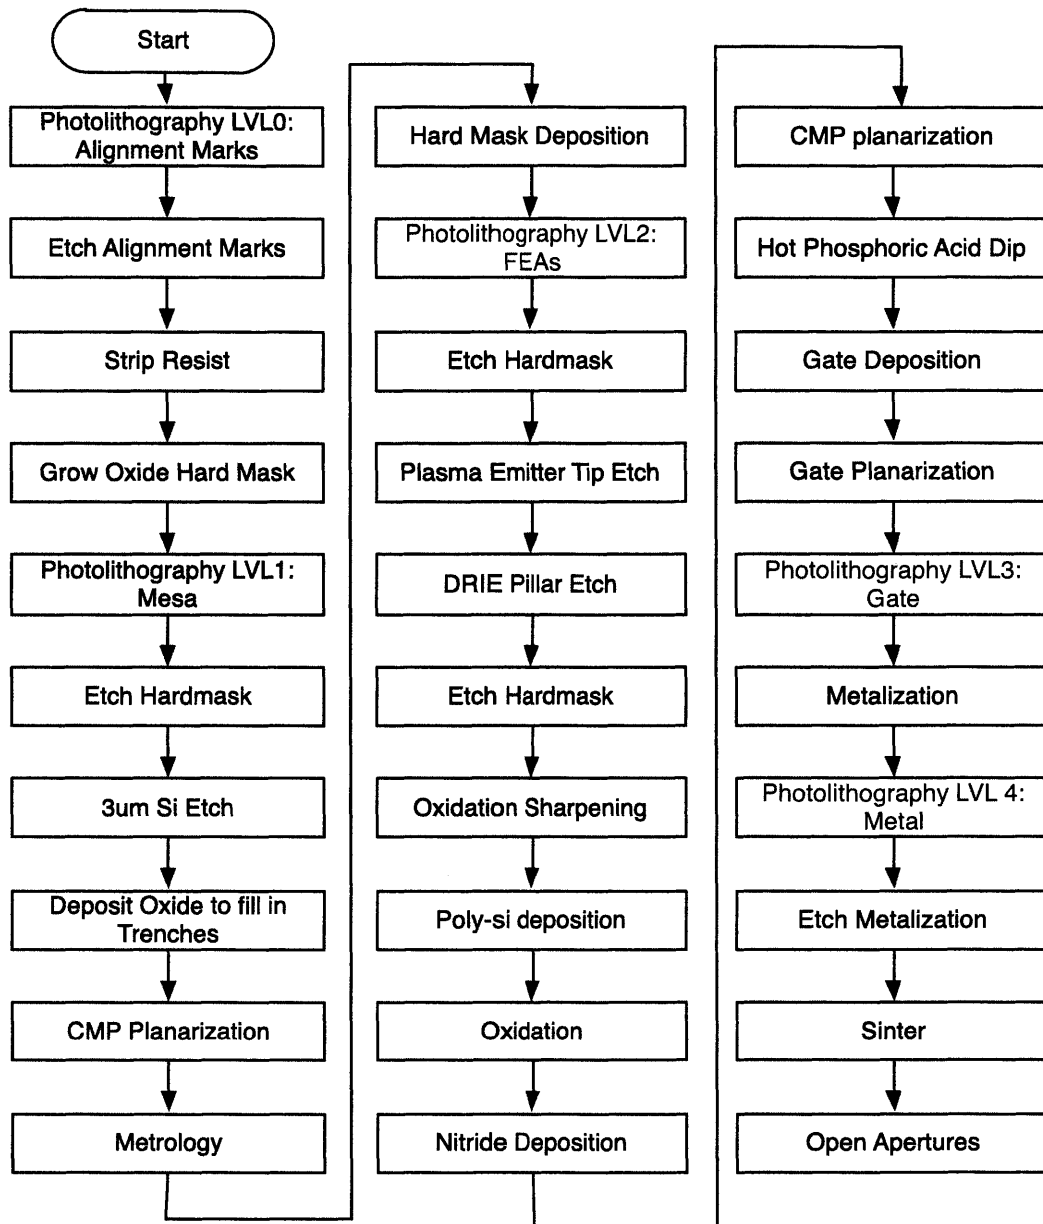 Start
Photolithography LVL0:
Alignment Marks
Etch Alignment Marks
Strip Resist
Grow Oxide Hard Mask
Photolithography LVL1:
Mesa
Etch Hardmask
3um Si Etch
Deposit Oxide to fill in
Trenches
CMP Planarization
Metrology
Hard Mask Deposition
Photolithography LVL2:
FEAs
Etch Hardmask
Plasma Emitter Tip Etch
DRIE Pillar Etch
Etch Hardmask
Oxidation Sharpening
Poly-si deposition
Oxidation
Nitride Deposition
CMP planarization
Hot Phosphoric Acid Dip
Gate Deposition
Gate Planarization
Photolithography LVL3:
Gate
Metalization
Photolithography LVL 4:
Metal
Etch Metalization
Sinter
Open Apertures